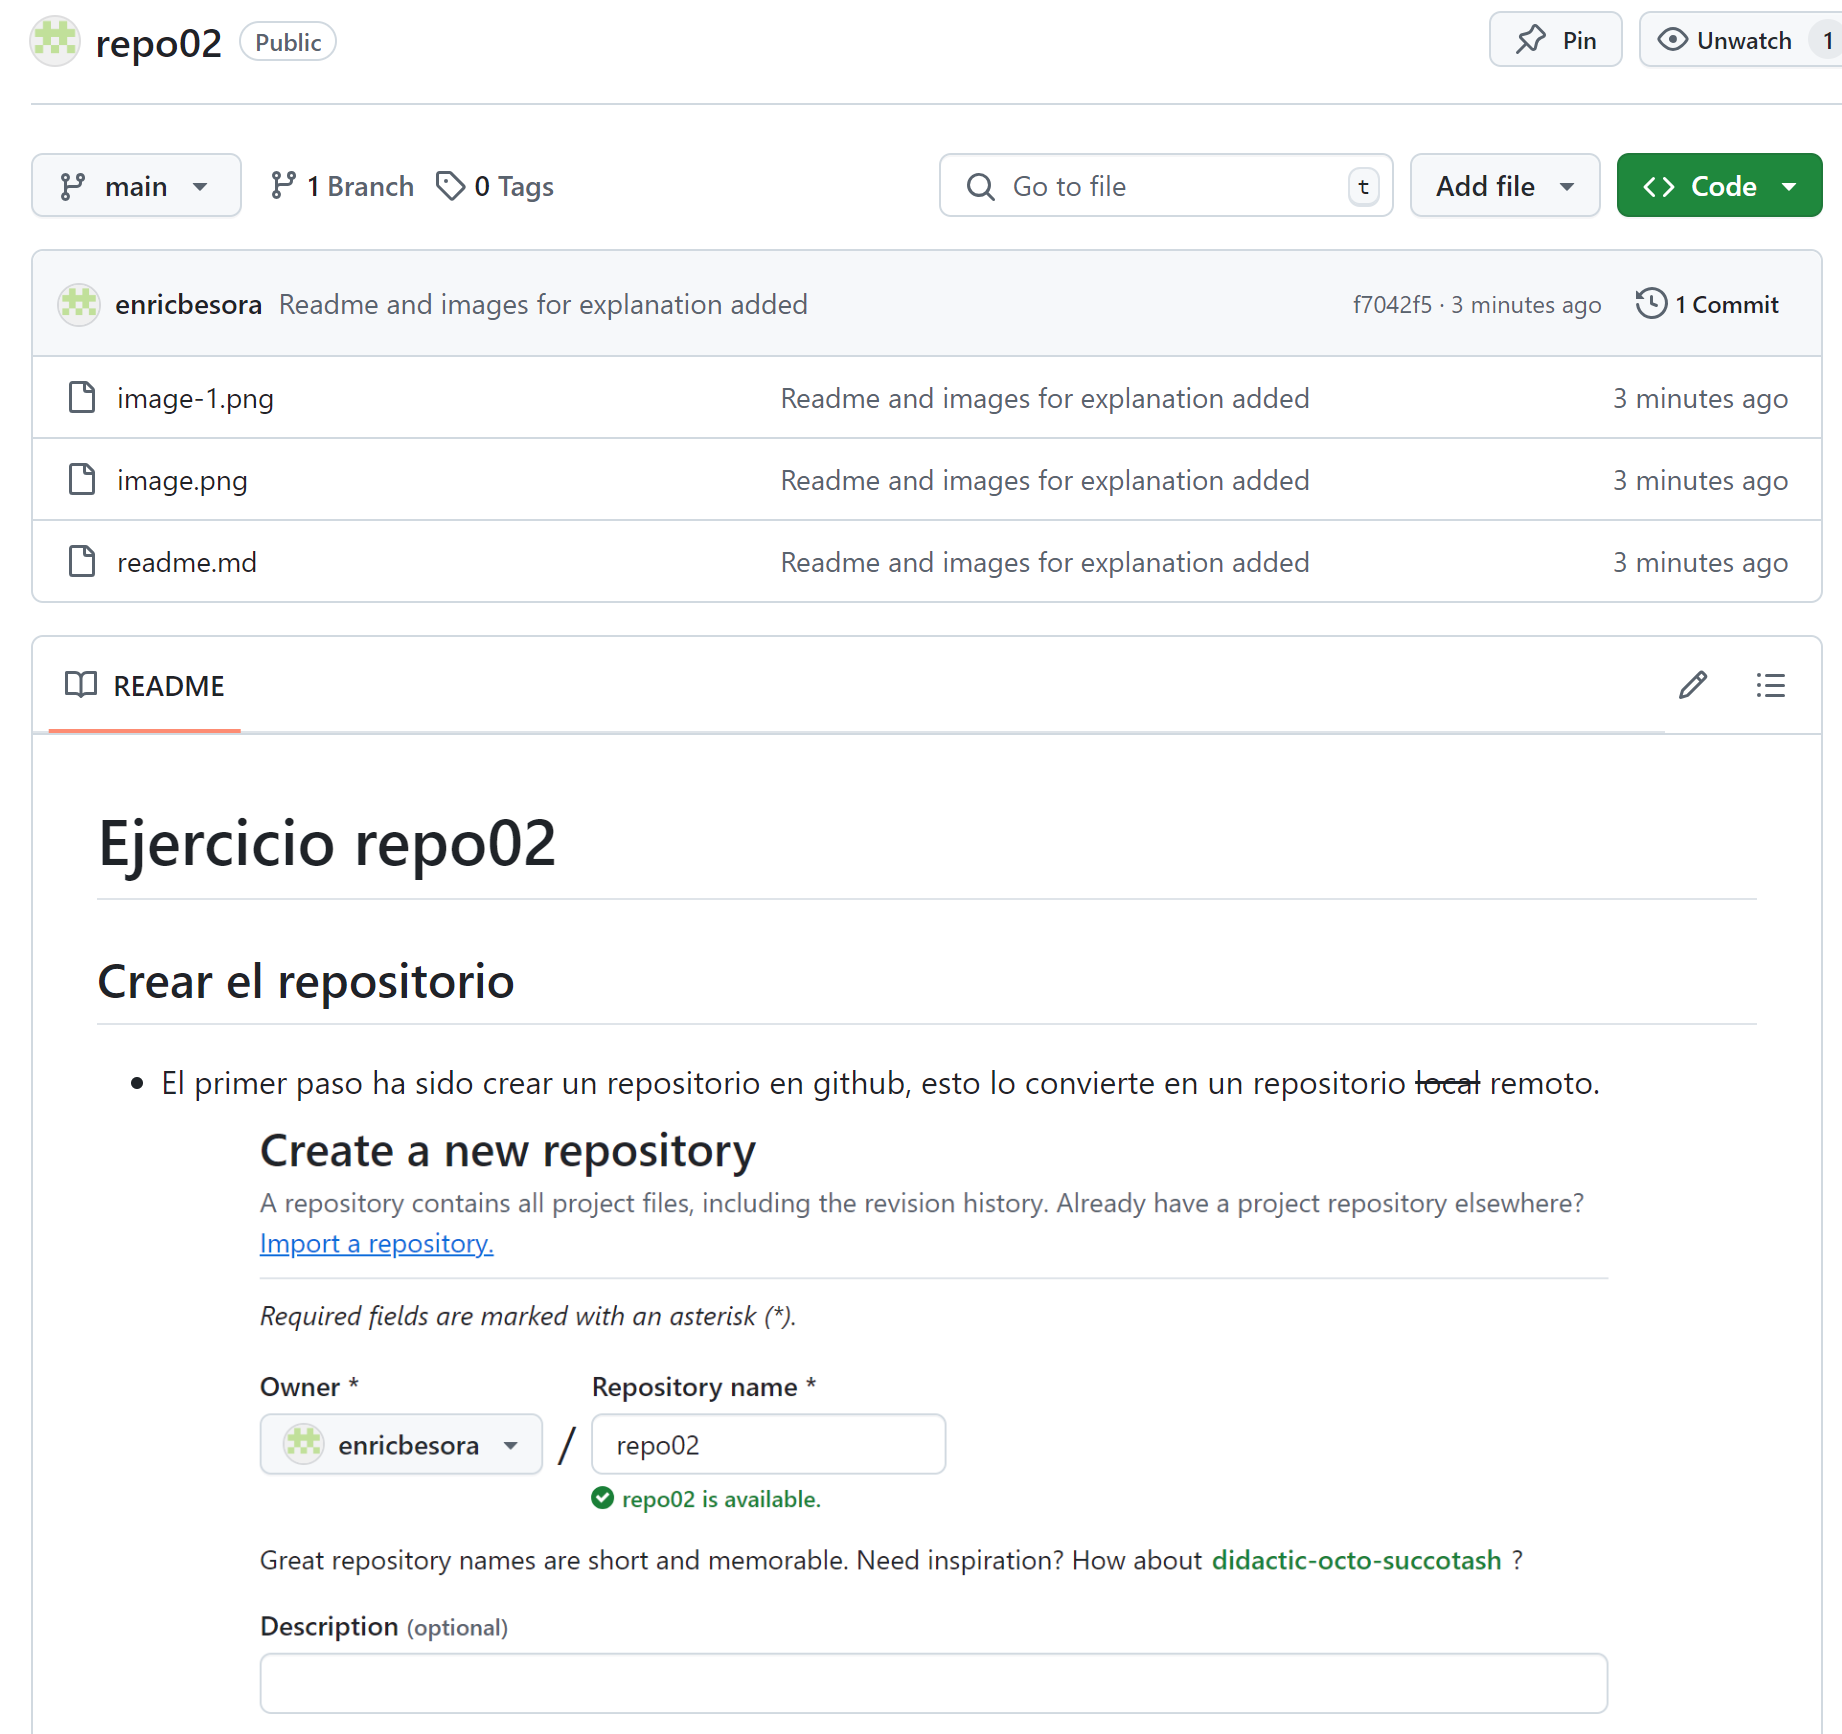 repo02 Public Pin Unwatch 1
main 1 Branch 0 Tags Go to file t Add file Code
enricbesora Readme and images for explanation added f7042f5 · 3 minutes ago 1 Commit
image-1.png Readme and images for explanation added 3 minutes ago
image.png Readme and images for explanation added 3 minutes ago
readme.md Readme and images for explanation added 3 minutes ago
README
Ejercicio repo02
Crear el repositorio
• El primer paso ha sido crear un repositorio en github, esto lo convierte en un repositorio local remoto.
Create a new repository
A repository contains all project files, including the revision history. Already have a project repository elsewhere?
Import a repository.
Required fields are marked with an asterisk (*).
Owner * Repository name *
enricbesora / repo02
repo02 is available.
Great repository names are short and memorable. Need inspiration? How about didactic-octo-succotash ?
Description (optional)